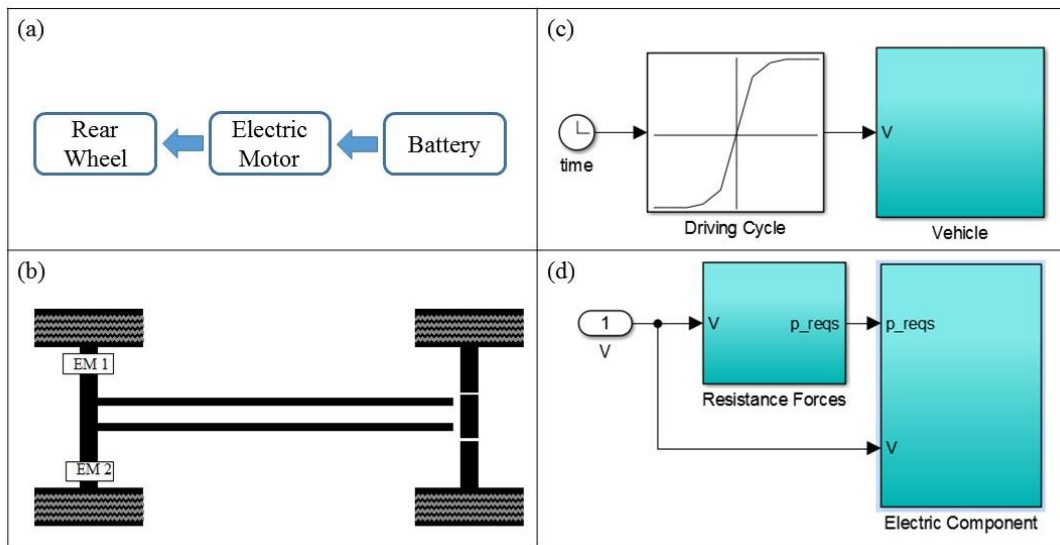 (a)
Rear
Wheel
Electric
Motor
Battery
(b)
EM 1
EM 2
(c)
time
Driving Cycle
V
Vehicle
(d)
1
V
V
p_reqs
Resistance Forces
p_reqs
V
Electric Component